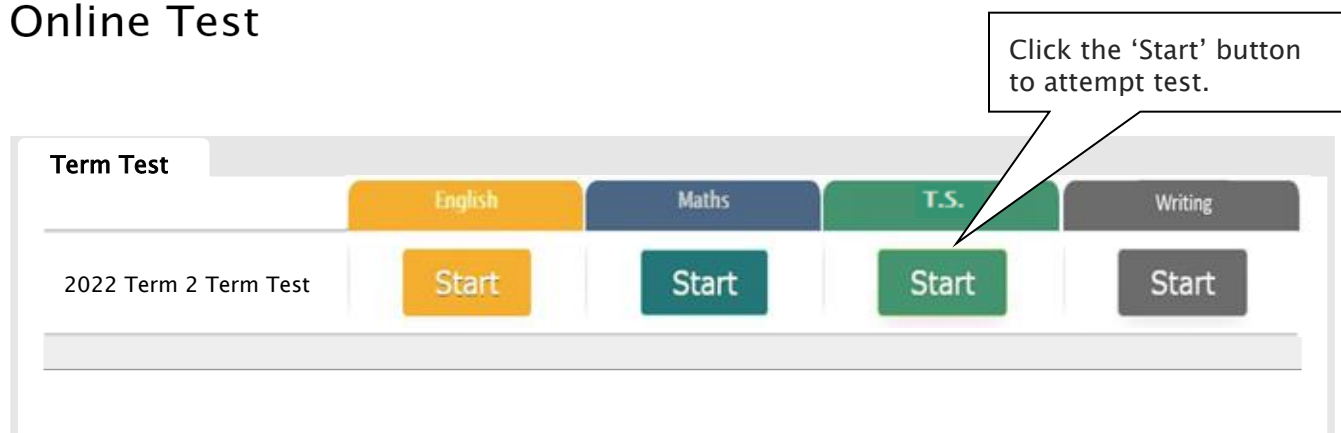 Online Test
Click the ‘Start’ button
to attempt test.
Term Test
English Maths T.S. Writing
2022 Term 2 Term Test Start Start Start Start